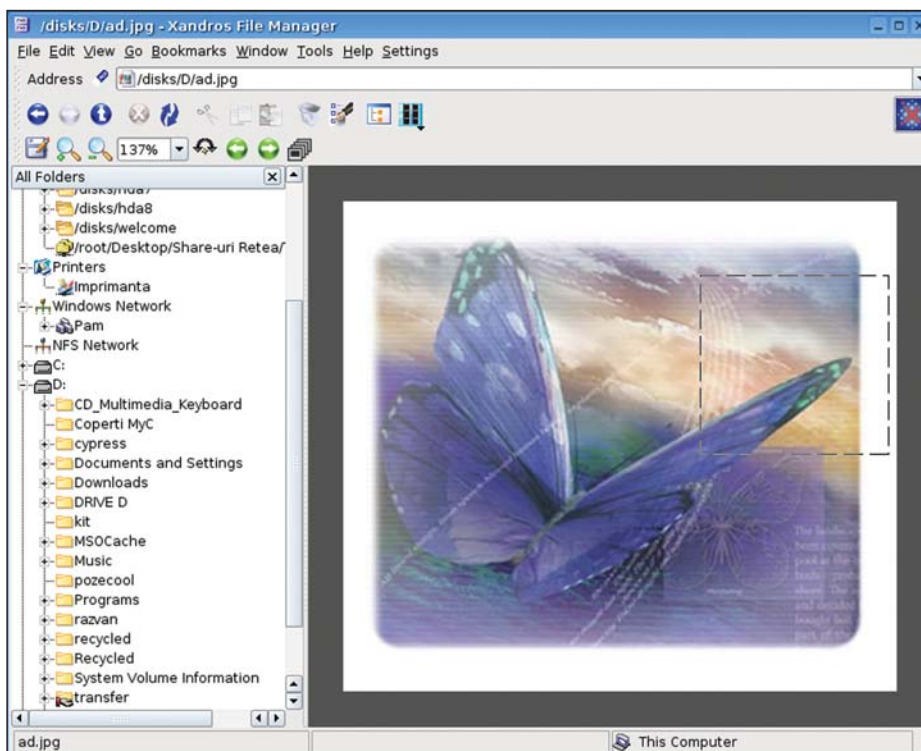 /disks/D/ad.jpg - Xandros File Manager
File Edit View Go Bookmarks Window Tools Help Settings
Address /disks/D/ad.jpg
137%
All Folders
/disks/hda7
/disks/hda8
/disks/welcome
/root/Desktop/Share-uri Retea/
Printers
Imprimanta
Windows Network
Pam
NFS Network
C:
D:
CD_Multimedia_Keyboard
Coperti MyC
cypress
Documents and Settings
Downloads
DRIVE D
kit
MSOCache
Music
pozecool
Programs
razvan
recycled
Recycled
System Volume Information
transfer
ad.jpg
This Computer